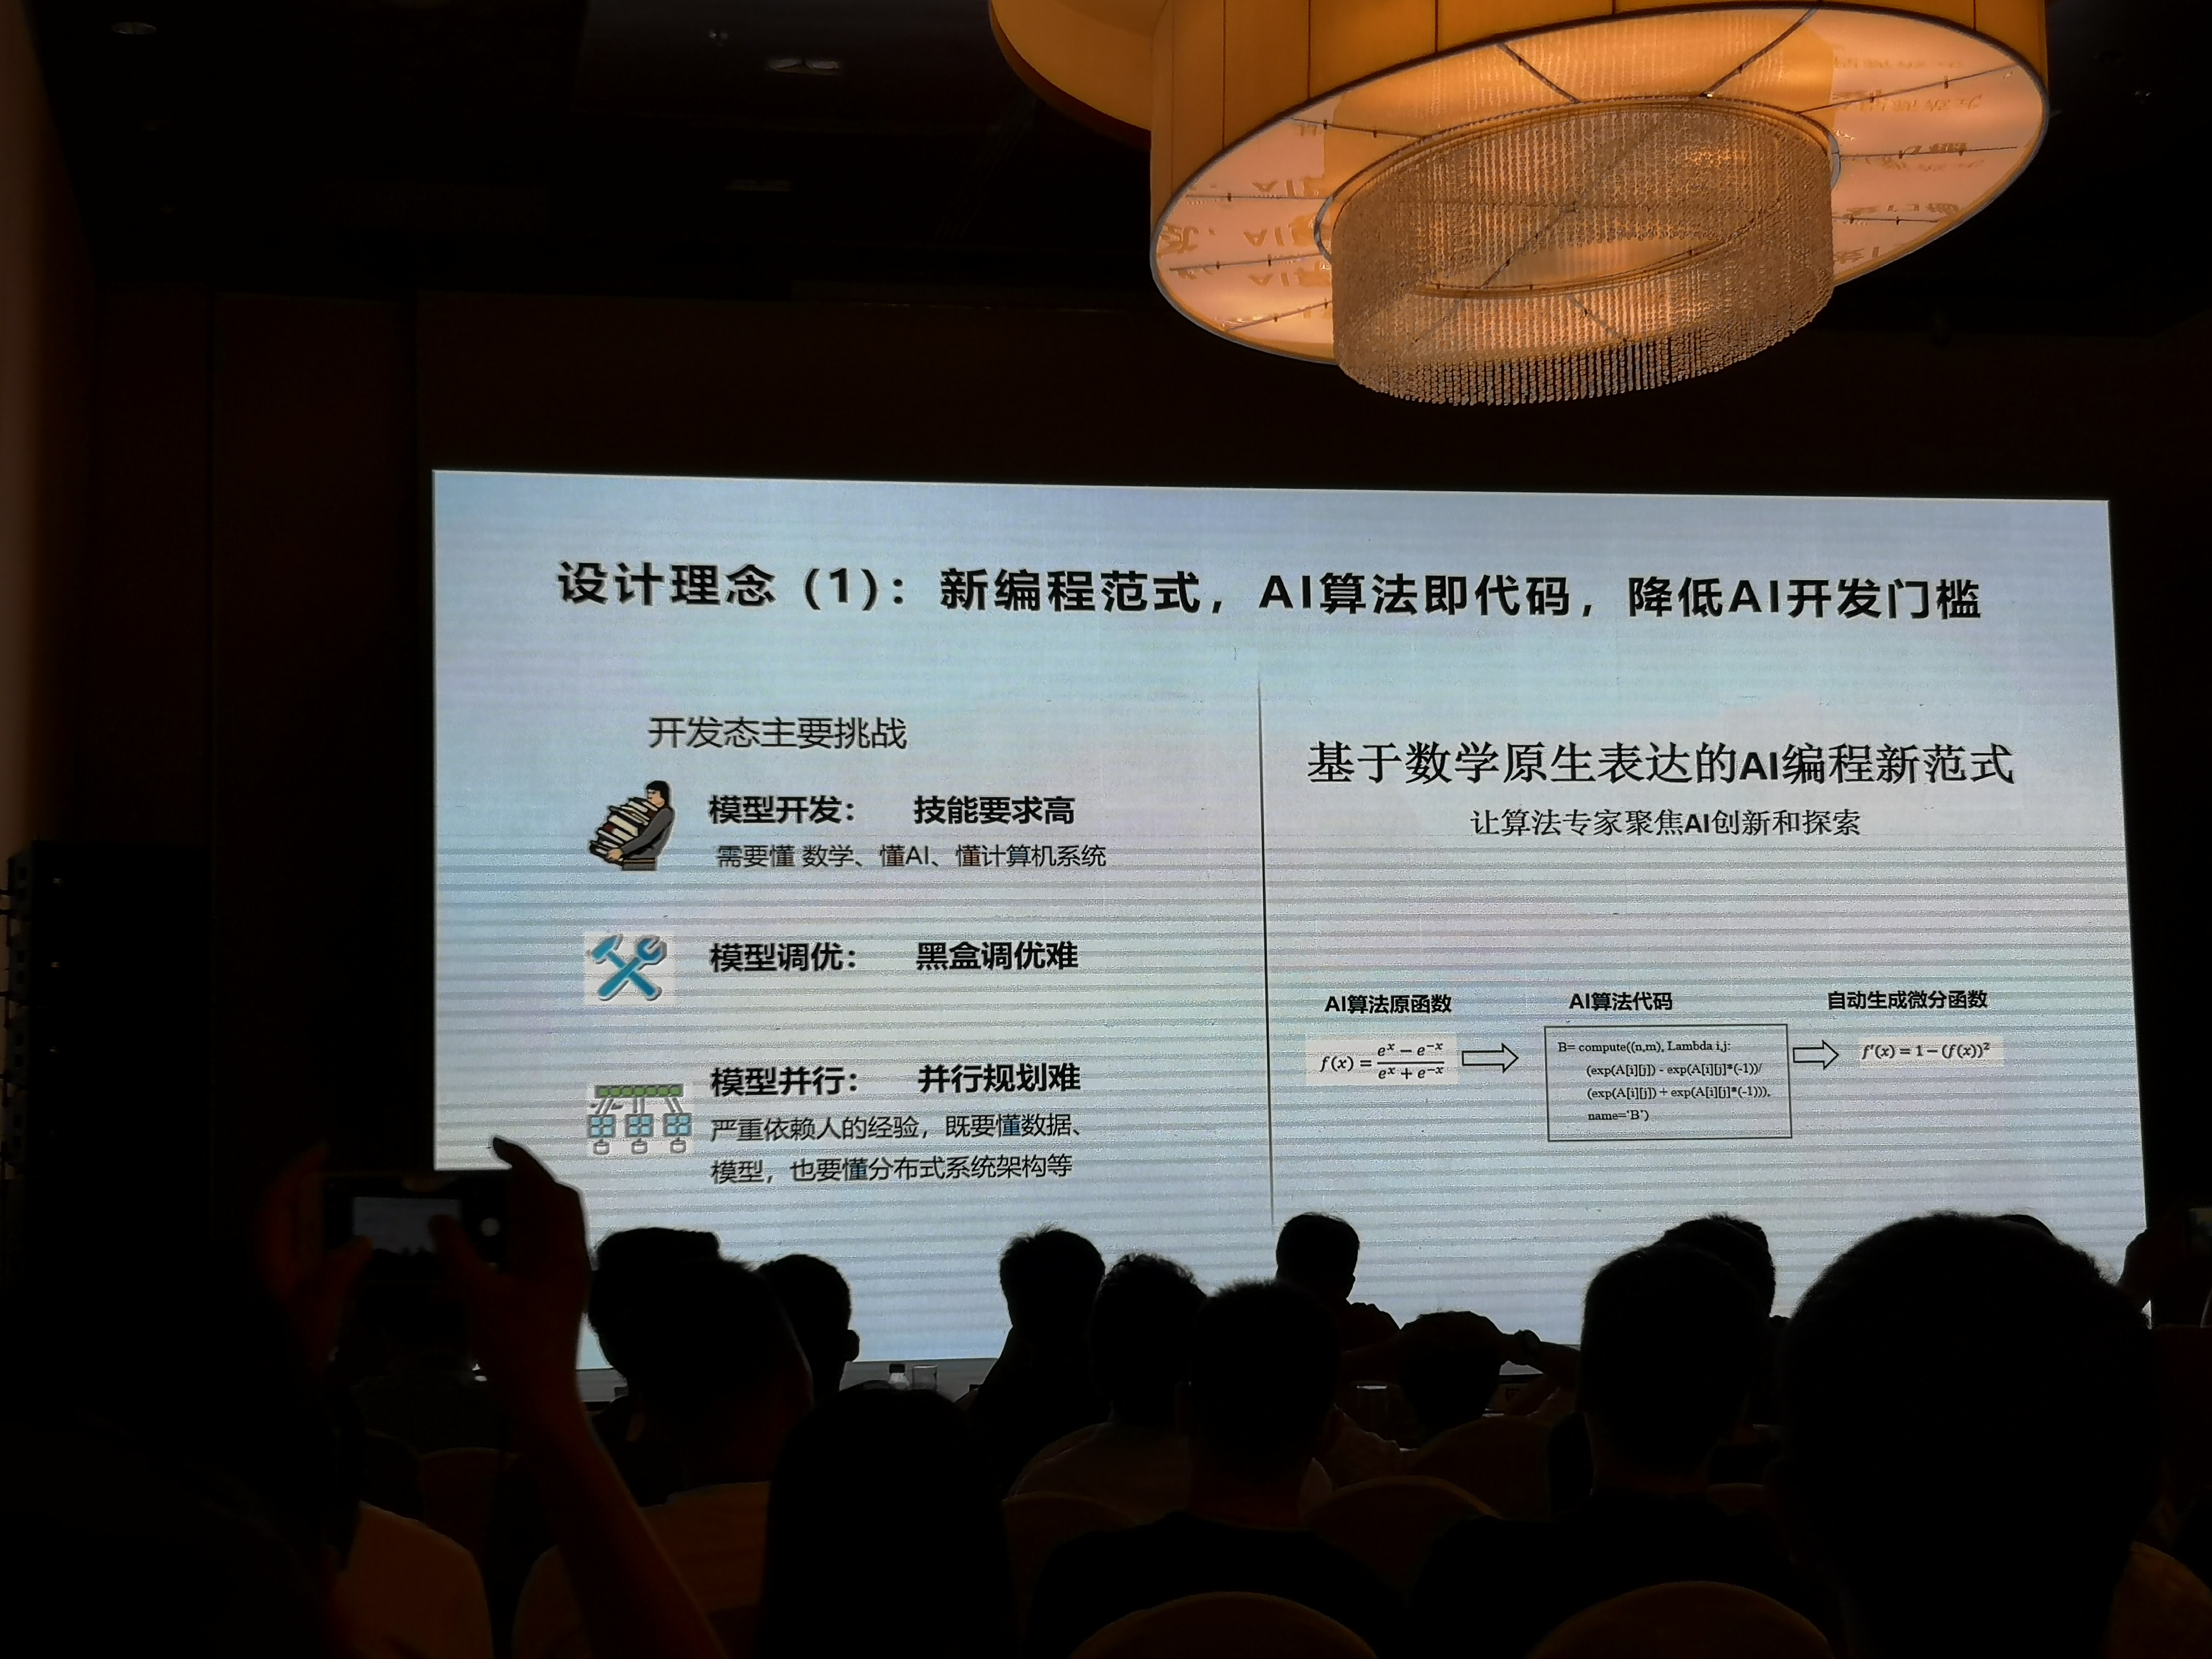 设计理念（1）：新编程范式，AI算法即代码，降低AI开发门槛
开发态主要挑战
模型开发： 技能要求高
需要懂 数学、懂AI、懂计算机系统
模型调优： 黑盒调优难
模型并行： 并行规划难
严重依赖人的经验，既要懂数据、
模型，也要懂分布式系统架构等
基于数学原生表达的AI编程新范式
让算法专家聚焦AI创新和探索
AI算法原函数
f(x) = (e^x − e^−x)/(e^x + e^−x)
AI算法代码
B= compute((n,m), Lambda i,j:
(exp(A[i][j]) - exp(A[i][j]*(-1))/
(exp(A[i][j]) + exp(A[i][j]*(-1))),
name='B')
自动生成微分函数
f'(x) = 1 − (f(x))²